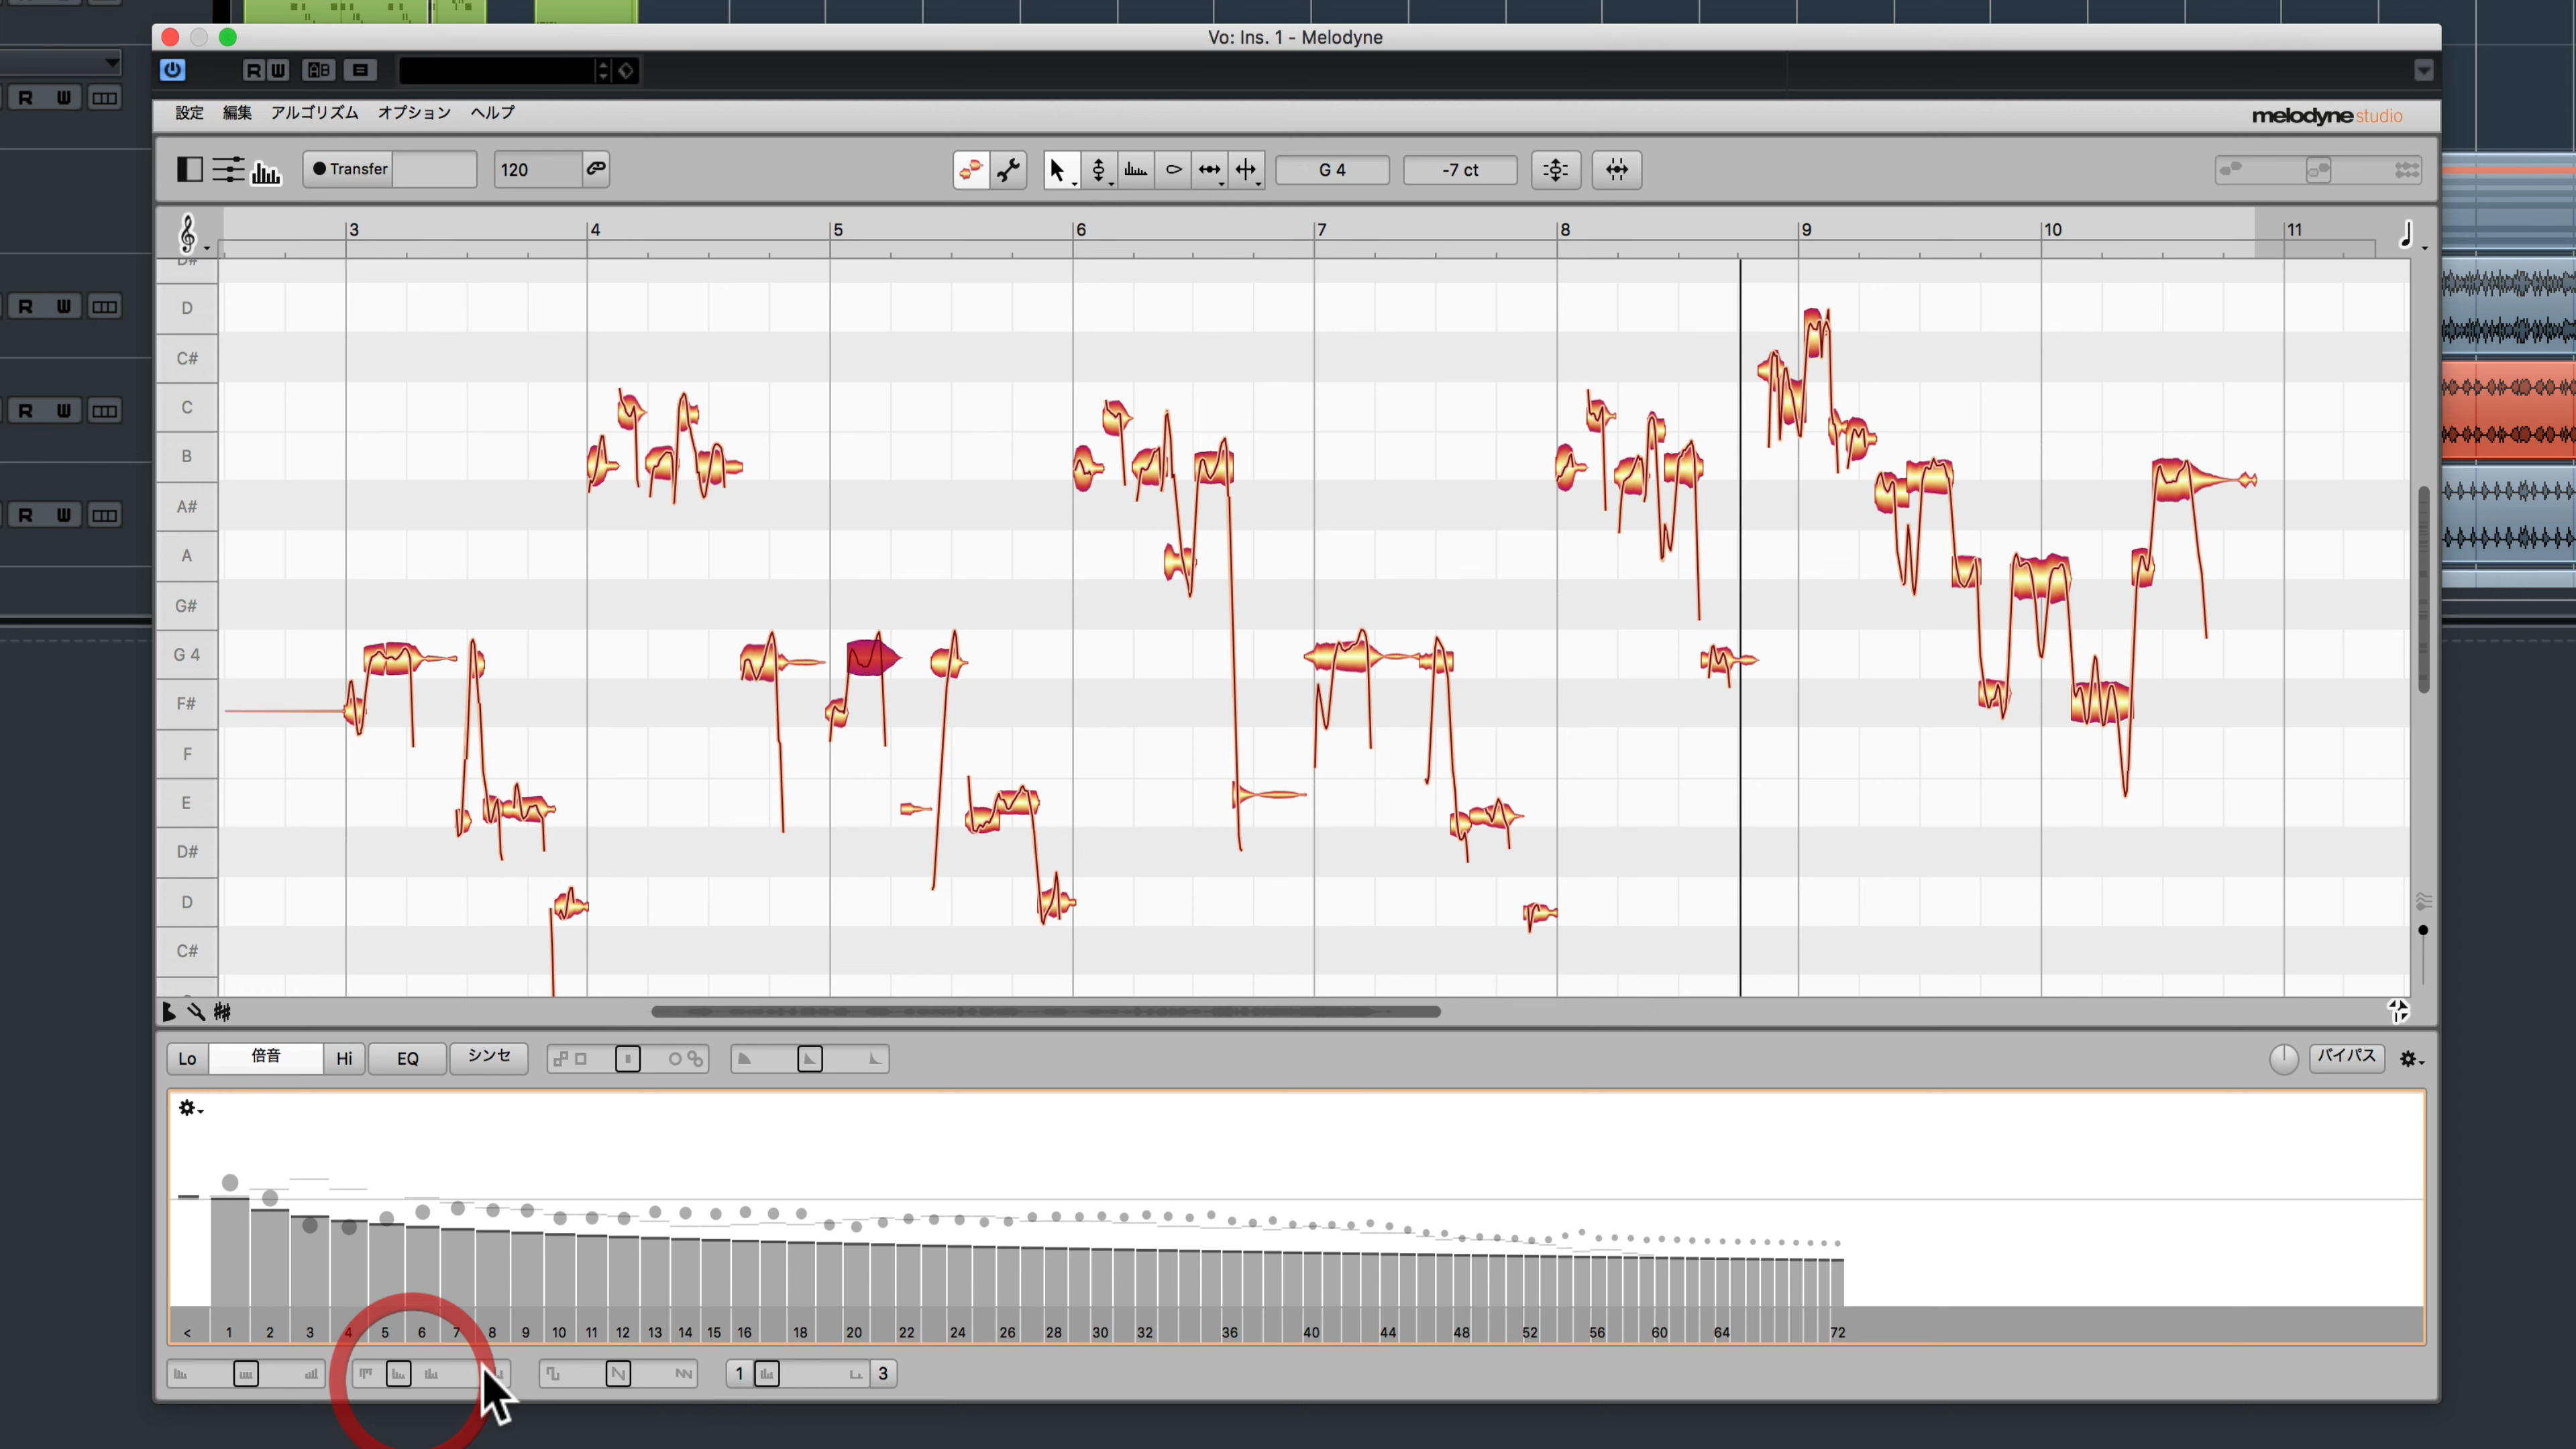 Vo: Ins. 1 - Melodyne
R W AB
R W
設定 編集 アルゴリズム オプション ヘルプ
melodyne studio
Transfer 120 G 4 -7 ct
3 4 5 6 7 8 9 10 11
D#
D
C#
C
B
A#
A
G#
G 4
F#
F
E
D#
D
C#
R W
R W
R W
Lo 倍音 Hi EQ シンセ バイパス
< 1 2 3 4 5 6 7 8 9 10 11 12 13 14 15 16 18 20 22 24 26 28 30 32 36 40 44 48 52 56 60 64 72
1 3